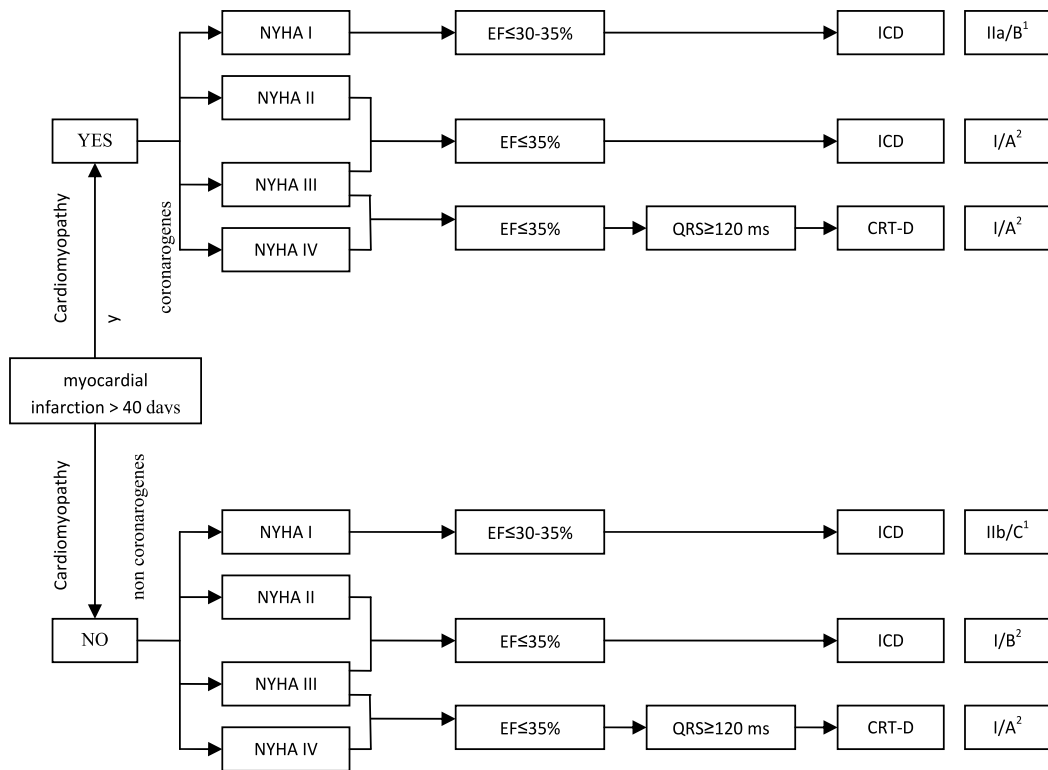 NYHA I
EF≤30-35%
ICD
IIa/B¹
NYHA II
YES
EF≤35%
ICD
I/A²
NYHA III
EF≤35%
QRS≥120 ms
CRT-D
I/A²
NYHA IV
Cardiomyopathy
y
coronarogenes
myocardial
infarction > 40 days
Cardiomyopathy
non coronarogenes
NYHA I
EF≤30-35%
ICD
IIb/C¹
NYHA II
NO
EF≤35%
ICD
I/B²
NYHA III
EF≤35%
QRS≥120 ms
CRT-D
I/A²
NYHA IV